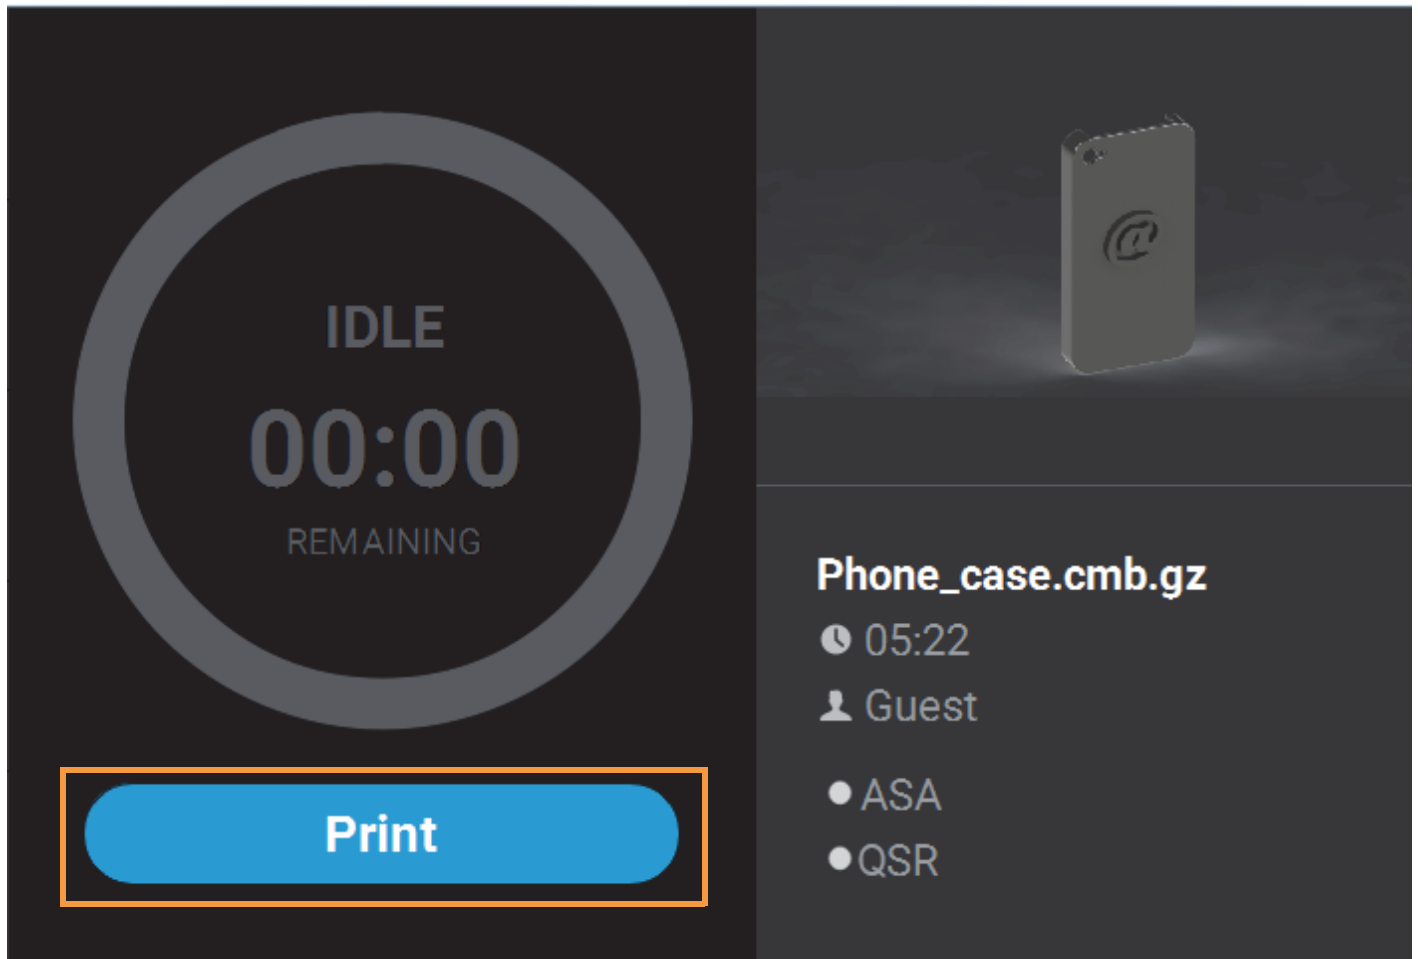 IDLE
00:00
REMAINING
Print
@
Phone_case.cmb.gz
05:22
Guest
ASA
QSR